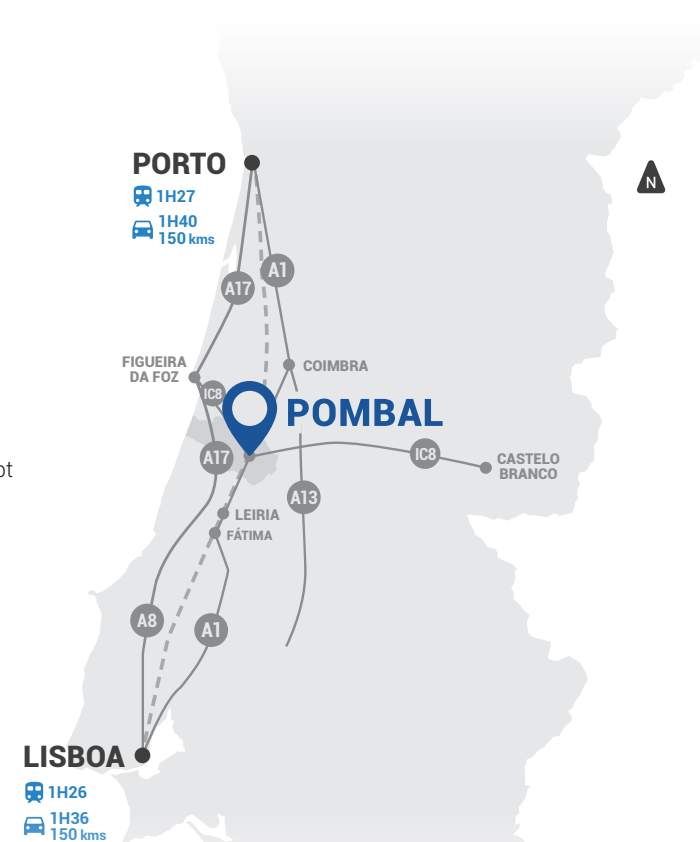 PORTO
1H27
1H40
150 kms
N
A1
A17
FIGUEIRA
DA FOZ
COIMBRA
IC8
POMBAL
A17
IC8
CASTELO
BRANCO
ot
A13
LEIRIA
FÁTIMA
A8
A1
LISBOA
1H26
1H36
150 kms